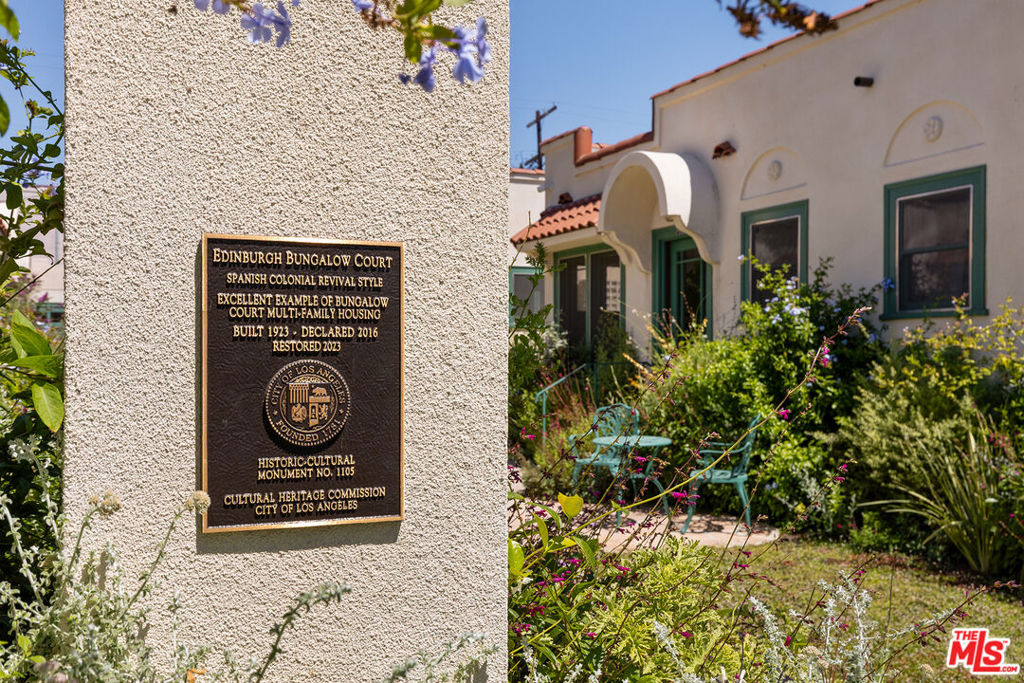 EDINBURGH BUNGALOW COURT
SPANISH COLONIAL REVIVAL STYLE
EXCELLENT EXAMPLE OF BUNGALOW
COURT MULTI-FAMILY HOUSING
BUILT 1923 - DECLARED 2016
RESTORED 2023
CITY OF LOS ANGELES
FOUNDED 1781
HISTORIC-CULTURAL
MONUMENT NO. 1105
CULTURAL HERITAGE COMMISSION
CITY OF LOS ANGELES
THE
MLS
.COM